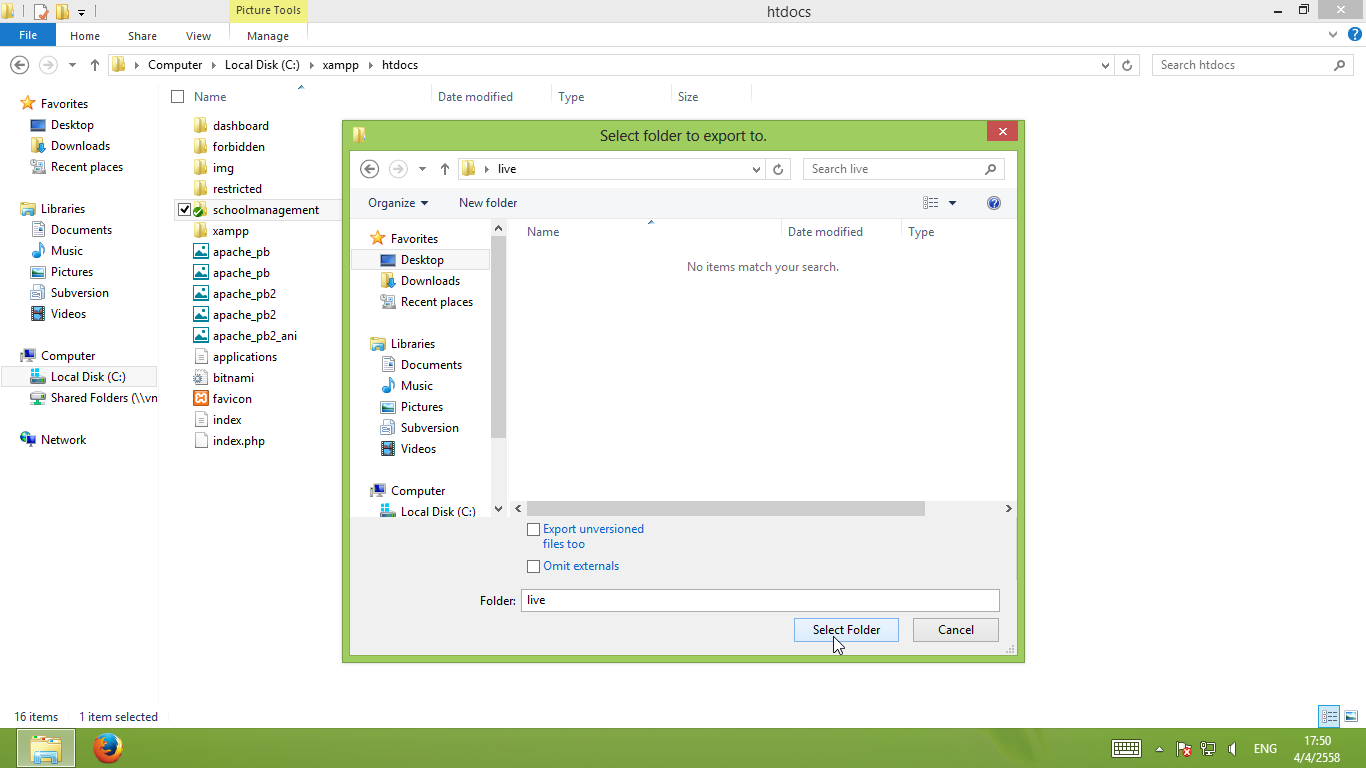 Picture Tools
htdocs
File
Home
Share
View
Manage
Computer
Local Disk (C:)
xampp
htdocs
Search htdocs
Favorites
Desktop
Downloads
Recent places
Libraries
Documents
Music
Pictures
Subversion
Videos
Computer
Local Disk (C:)
Shared Folders (\\vn
Network
Name
Date modified
Type
Size
dashboard
forbidden
img
restricted
schoolmanagement
xampp
apache_pb
apache_pb
apache_pb2
apache_pb2
apache_pb2_ani
applications
bitnami
favicon
index
index.php
Select folder to export to.
live
Search live
Organize
New folder
Favorites
Desktop
Downloads
Recent places
Libraries
Documents
Music
Pictures
Subversion
Videos
Computer
Local Disk (C:)
Name
Date modified
Type
No items match your search.
Export unversioned
files too
Omit externals
Folder:
live
Select Folder
Cancel
16 items
1 item selected
ENG
17:50
4/4/2558